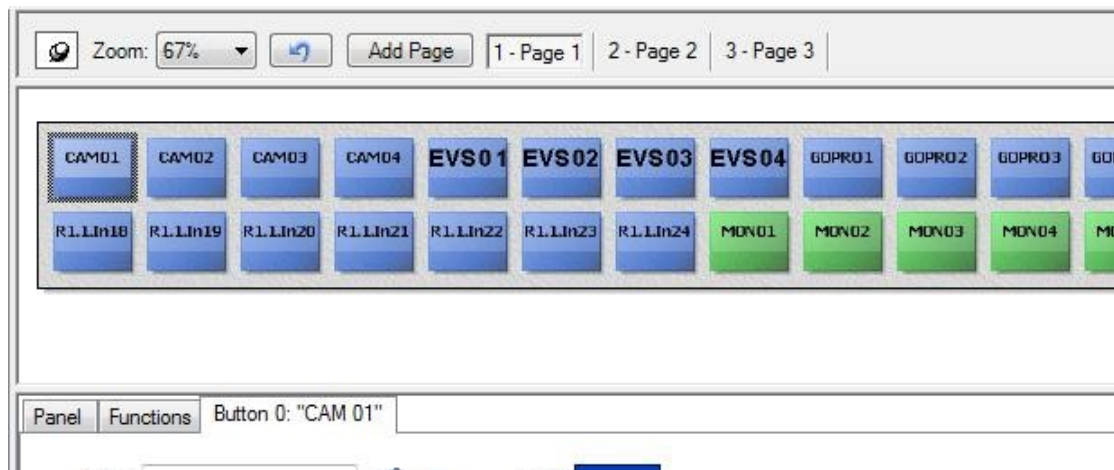 Zoom: 67% Add Page 1 - Page 1 2 - Page 2 3 - Page 3
CAM01 CAM02 CAM03 CAM04 EVS01 EVS02 EVS03 EVS04 GOPRO1 GOPRO2 GOPRO3
R1.1.In18 R1.1.In19 R1.1.In20 R1.1.In21 R1.1.In22 R1.1.In23 R1.1.In24 MON01 MON02 MON03 MON04
Panel Functions Button 0: "CAM 01"